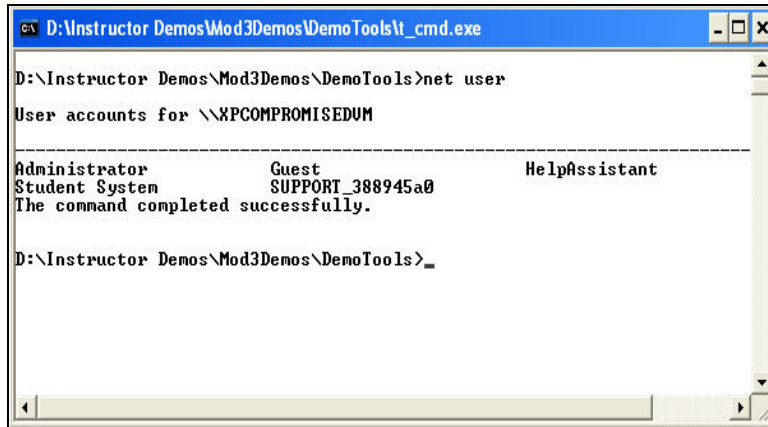 D:\Instructor Demos\Mod3Demos\DemoTools\t_cmd.exe
D:\Instructor Demos\Mod3Demos\DemoTools>net user
User accounts for \\XPCOMPROMISEDVM
-------------------------------------------------------------------------------
Administrator            Guest                    HelpAssistant
Student System           SUPPORT_388945a0
The command completed successfully.
D:\Instructor Demos\Mod3Demos\DemoTools>_